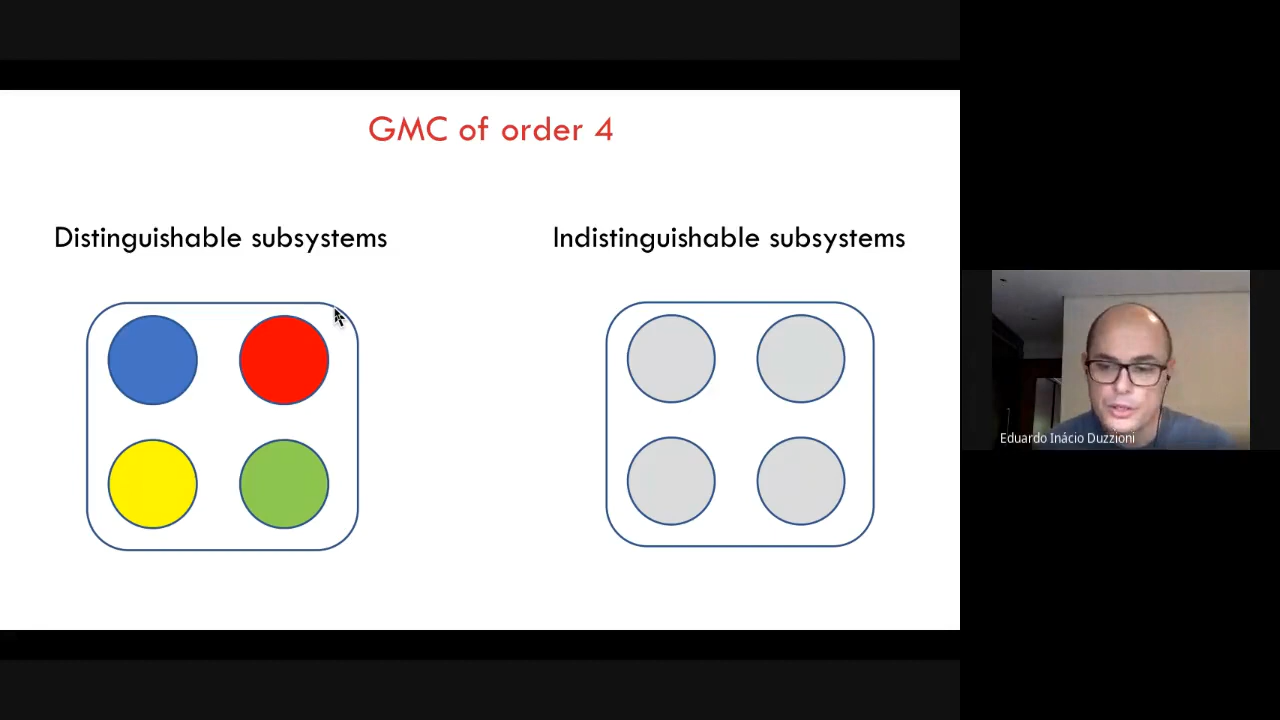 GMC of order 4
Distinguishable subsystems
Indistinguishable subsystems
Eduardo Inácio Duzzioni